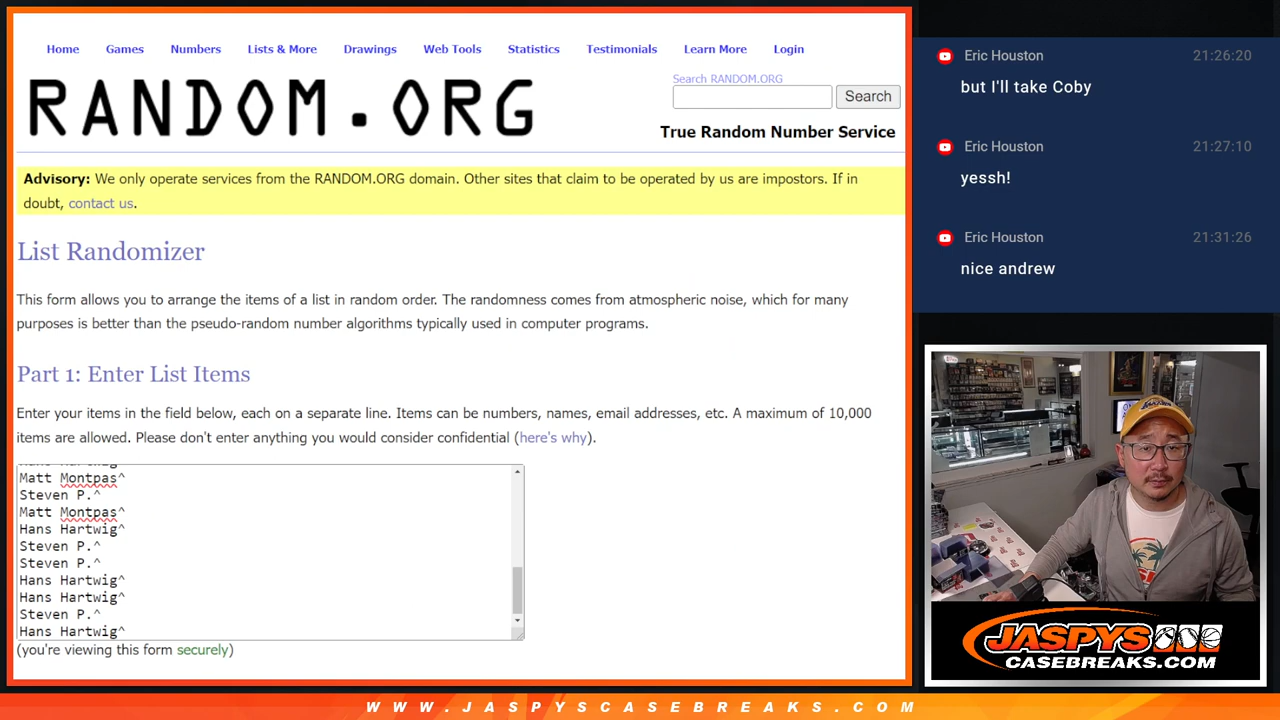 Home Games Numbers Lists & More Drawings Web Tools Statistics Testimonials Learn More Login
RANDOM.ORG
Search RANDOM.ORG
Search
True Random Number Service
Advisory: We only operate services from the RANDOM.ORG domain. Other sites that claim to be operated by us are impostors. If in
doubt, contact us.
List Randomizer
This form allows you to arrange the items of a list in random order. The randomness comes from atmospheric noise, which for many
purposes is better than the pseudo-random number algorithms typically used in computer programs.
Part 1: Enter List Items
Enter your items in the field below, each on a separate line. Items can be numbers, names, email addresses, etc. A maximum of 10,000
items are allowed. Please don't enter anything you would consider confidential (here's why).
Matt Montpas^
Steven P.^
Matt Montpas^
Hans Hartwig^
Steven P.^
Steven P.^
Hans Hartwig^
Hans Hartwig^
Steven P.^
Hans Hartwig^
(you're viewing this form securely)
Eric Houston 21:26:20
but I'll take Coby
Eric Houston 21:27:10
yessh!
Eric Houston 21:31:26
nice andrew
JASPYS
CASEBREAKS.COM
WWW.JASPYSCASEBREAKS.COM